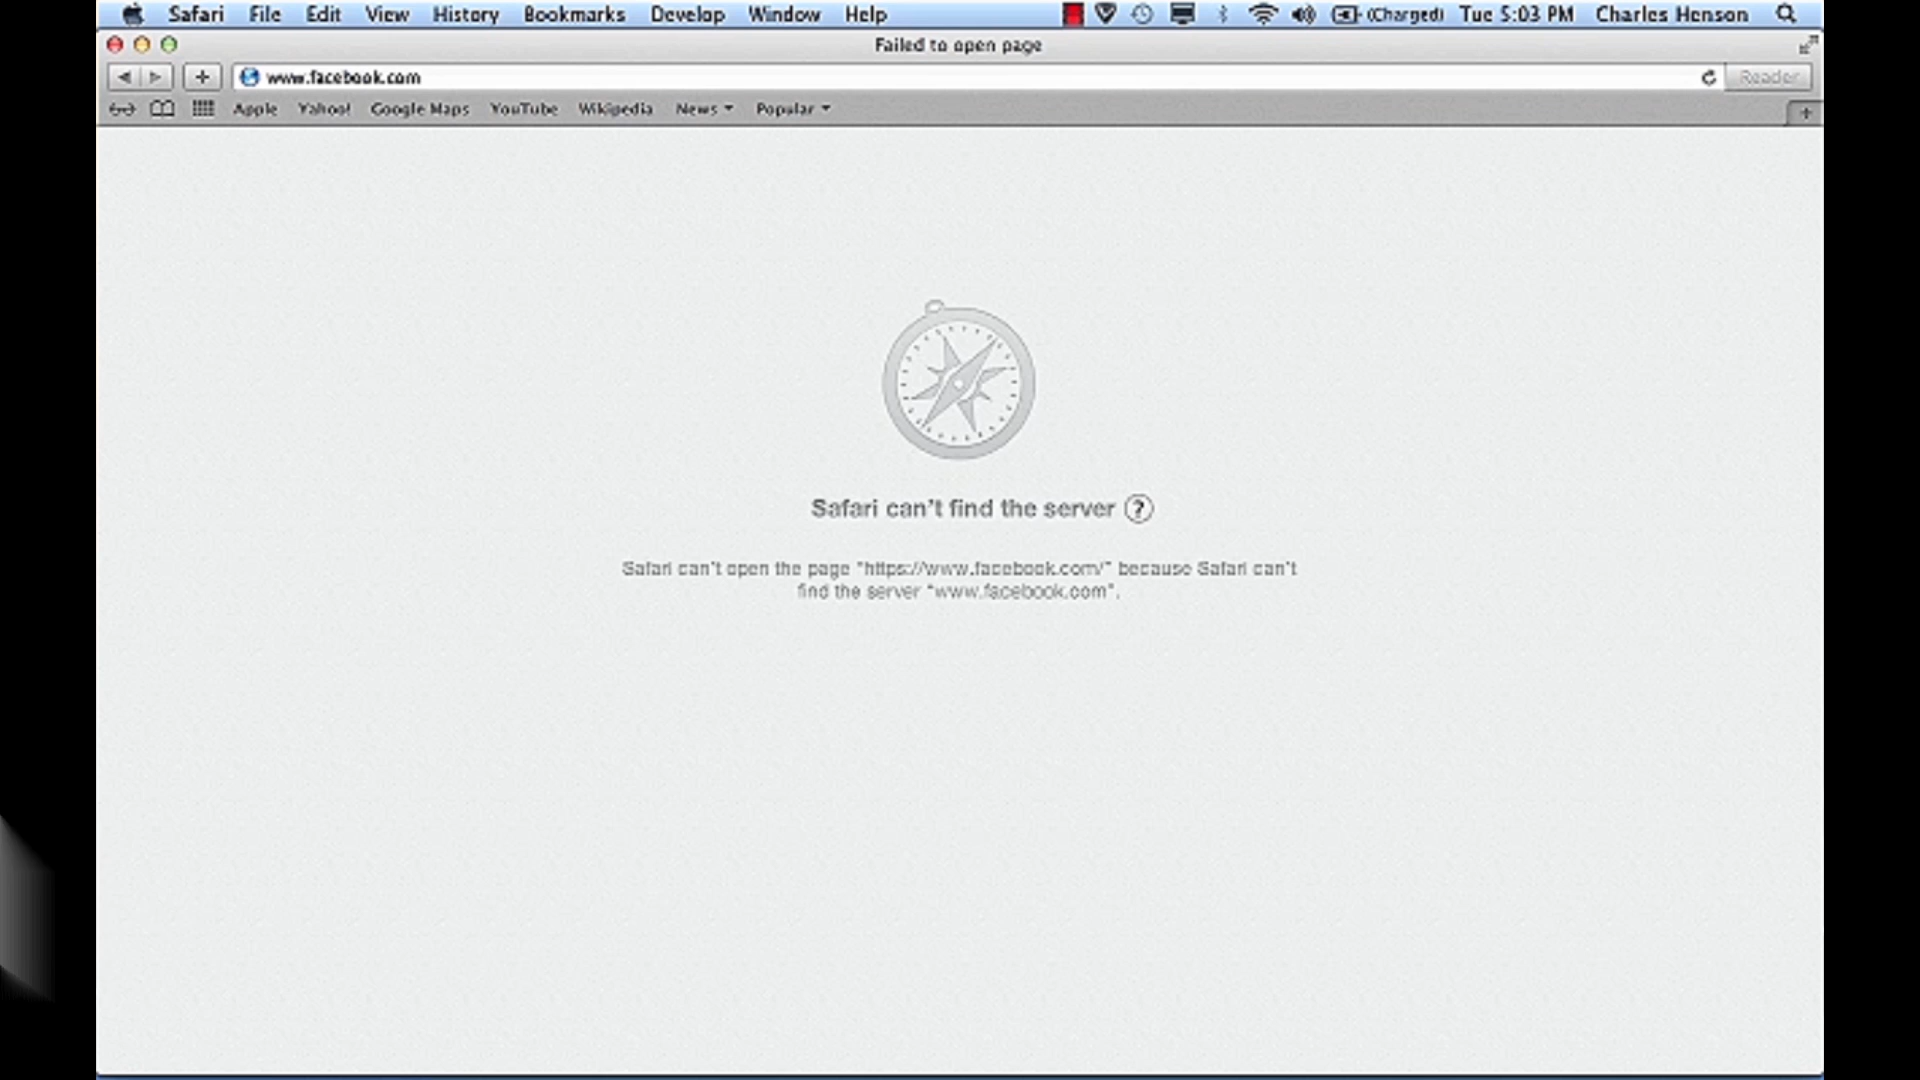 Safari File Edit View History Bookmarks Develop Window Help (Charged) Tue 5:03 PM Charles Henson
Failed to open page
www.facebook.com Reader
Apple Yahoo! Google Maps YouTube Wikipedia News Popular
Safari can't find the server ?
Safari can't open the page "https://www.facebook.com/" because Safari can't
find the server "www.facebook.com".